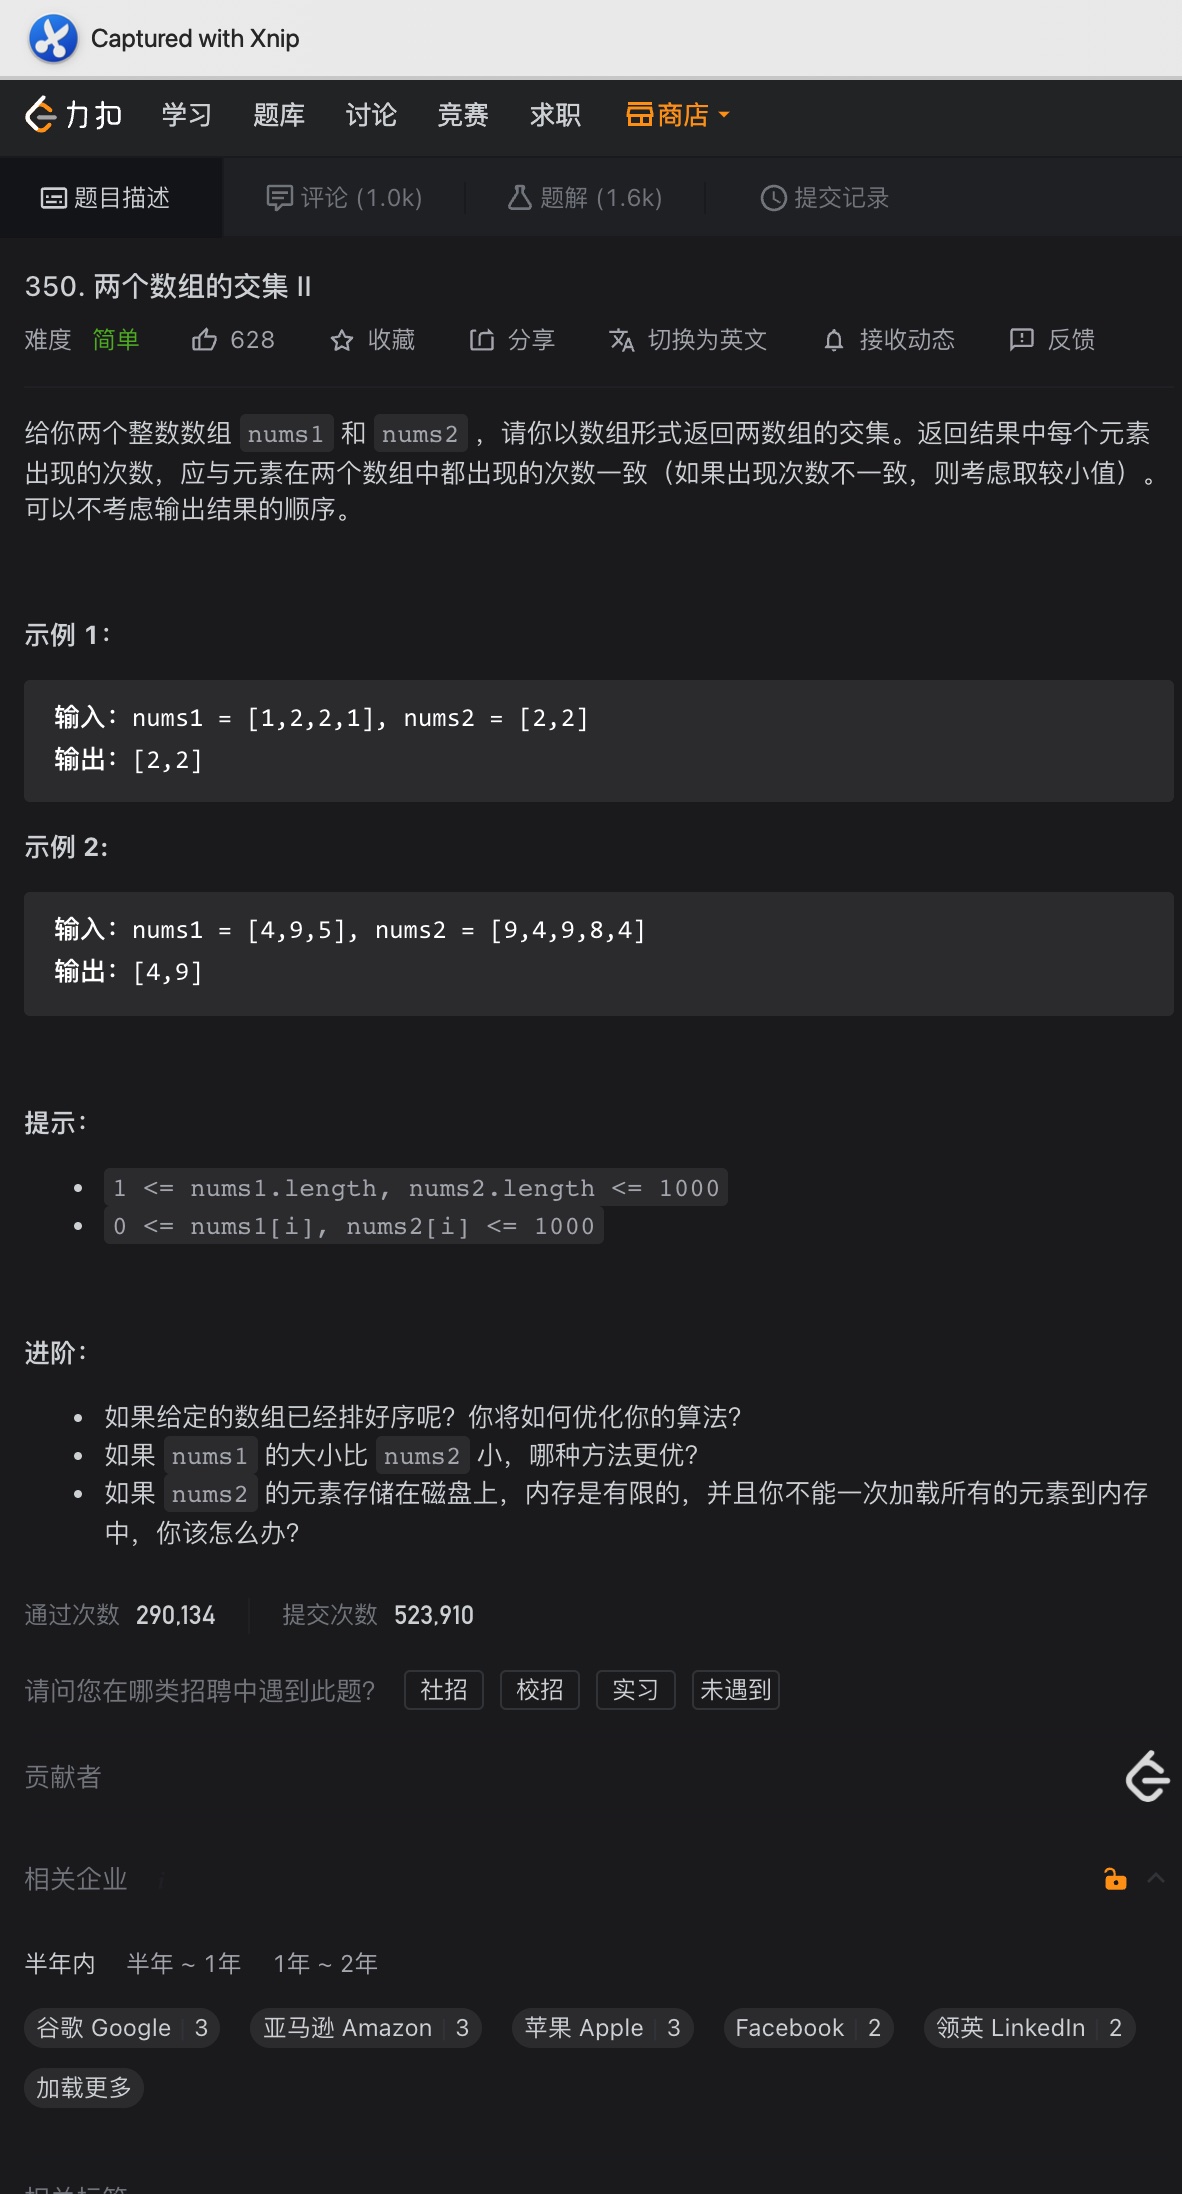 Captured with Xnip
力扣 学习 题库 讨论 竞赛 求职 商店
题目描述 评论 (1.0k) 题解 (1.6k) 提交记录
350. 两个数组的交集 II
难度 简单 628 收藏 分享 切换为英文 接收动态 反馈
给你两个整数数组 nums1 和 nums2 ，请你以数组形式返回两数组的交集。返回结果中每个元素
出现的次数，应与元素在两个数组中都出现的次数一致（如果出现次数不一致，则考虑取较小值）。
可以不考虑输出结果的顺序。
示例 1：
输入：nums1 = [1,2,2,1], nums2 = [2,2]
输出：[2,2]
示例 2:
输入：nums1 = [4,9,5], nums2 = [9,4,9,8,4]
输出：[4,9]
提示：
1 <= nums1.length, nums2.length <= 1000
0 <= nums1[i], nums2[i] <= 1000
进阶：
如果给定的数组已经排好序呢？你将如何优化你的算法？
如果 nums1 的大小比 nums2 小，哪种方法更优？
如果 nums2 的元素存储在磁盘上，内存是有限的，并且你不能一次加载所有的元素到内存
中，你该怎么办？
通过次数 290,134 提交次数 523,910
请问您在哪类招聘中遇到此题？ 社招 校招 实习 未遇到
贡献者
相关企业
半年内 半年 ~ 1年 1年 ~ 2年
谷歌 Google 3 亚马逊 Amazon 3 苹果 Apple 3 Facebook 2 领英 LinkedIn 2
加载更多